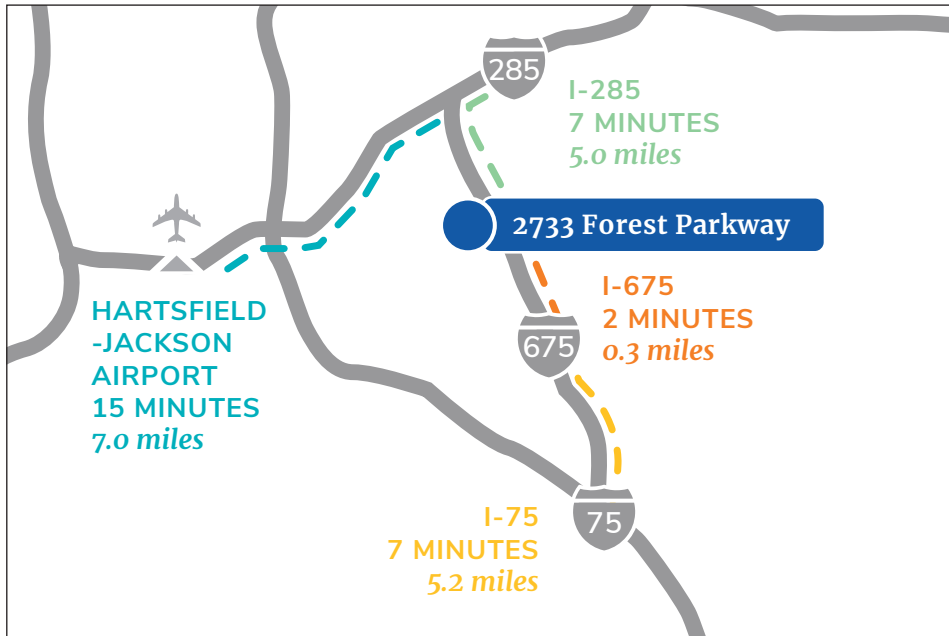 285
I-285
7 MINUTES
5.0 miles
2733 Forest Parkway
I-675
2 MINUTES
0.3 miles
675
HARTSFIELD
-JACKSON
AIRPORT
15 MINUTES
7.0 miles
I-75
7 MINUTES
5.2 miles
75